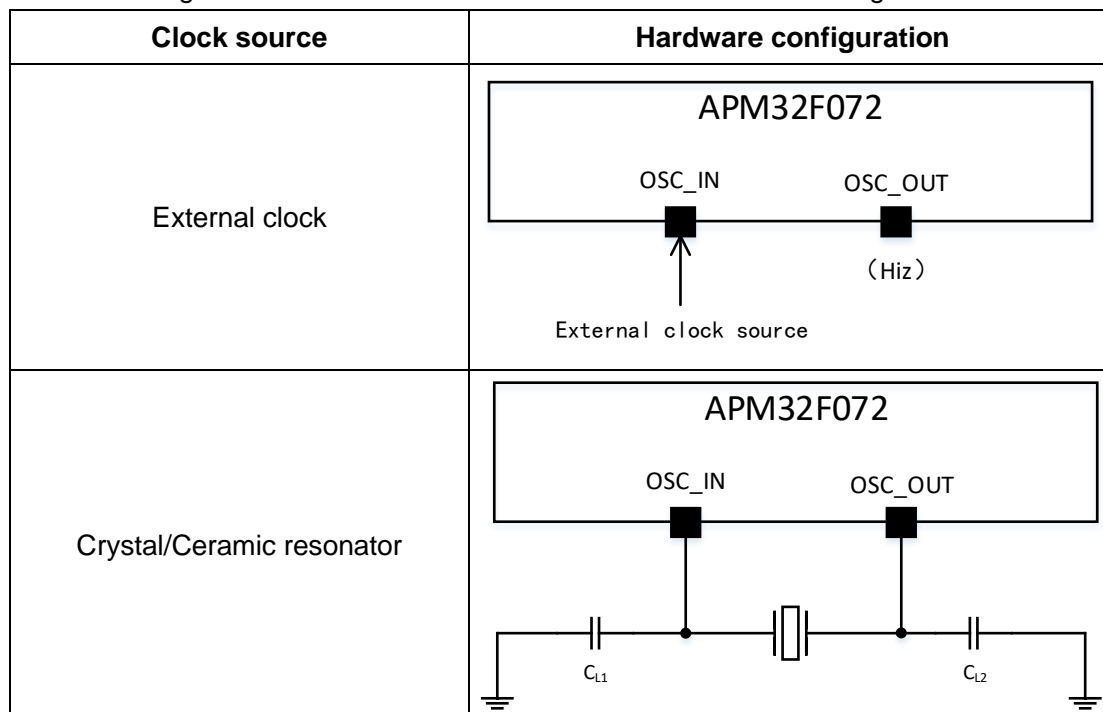 Clock source
Hardware configuration
External clock
APM32F072
OSC_IN
OSC_OUT
（Hiz）
External clock source
Crystal/Ceramic resonator
APM32F072
OSC_IN
OSC_OUT
CL1
CL2